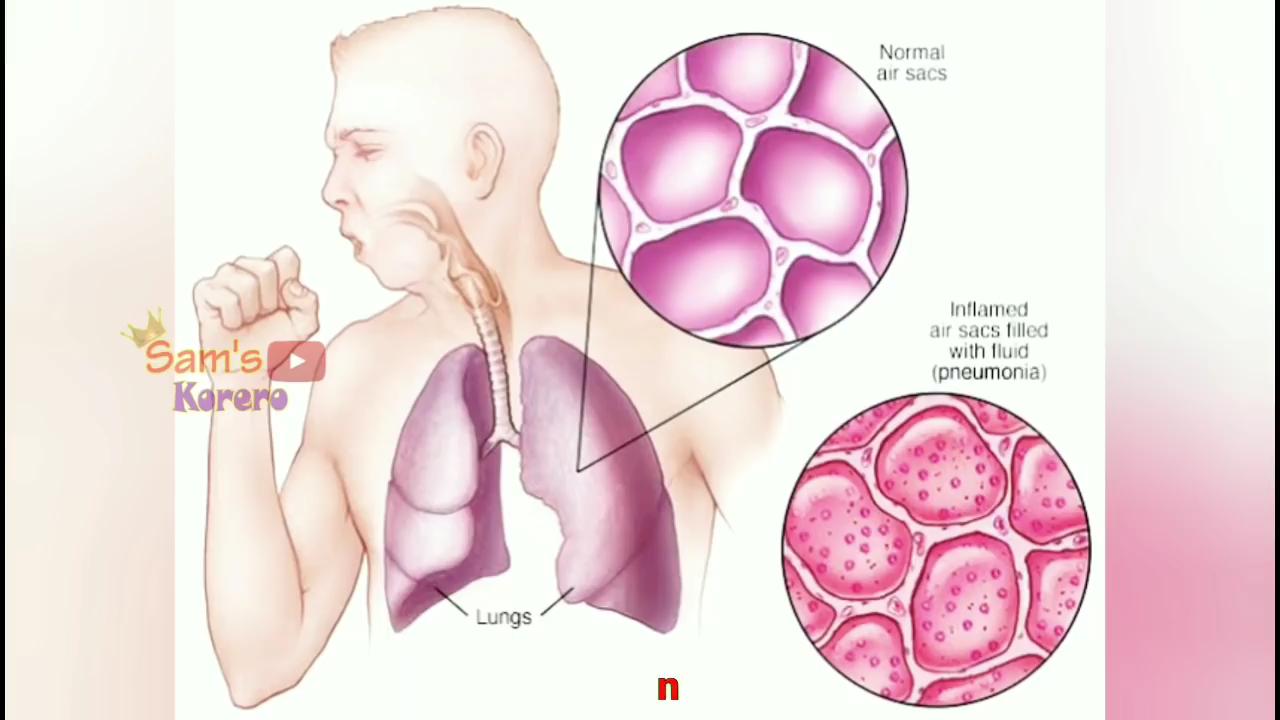 Normal
air sacs
Inflamed
air sacs filled
with fluid
(pneumonia)
Sam's
Korero
Lungs
n